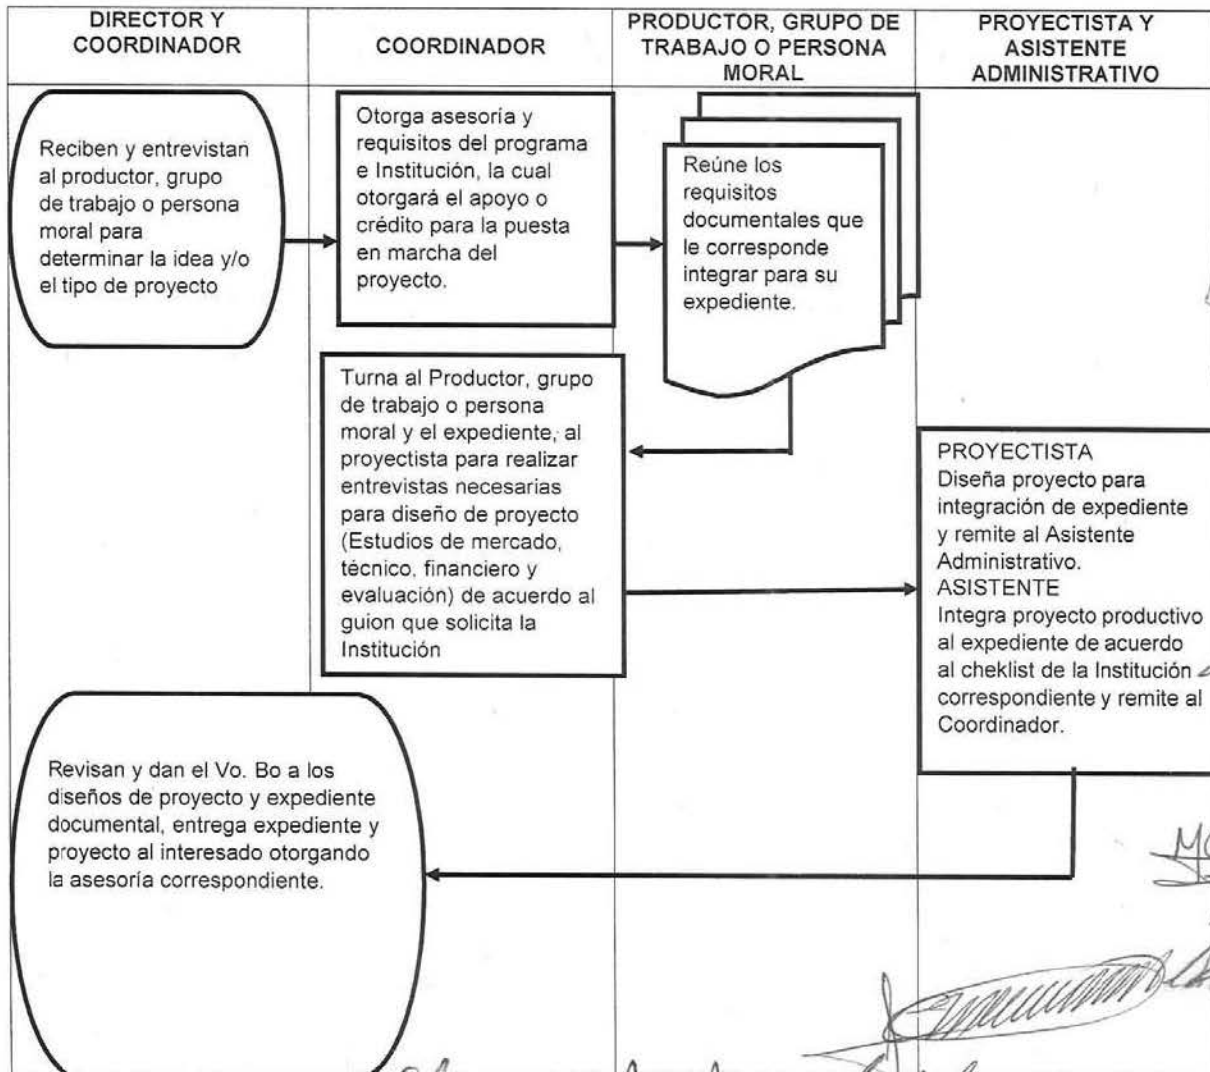 DIRECTOR Y
COORDINADOR
COORDINADOR
PRODUCTOR, GRUPO DE
TRABAJO O PERSONA
MORAL
PROYECTISTA Y
ASISTENTE
ADMINISTRATIVO
Reciben y entrevistan
al productor, grupo
de trabajo o persona
moral para
determinar la idea y/o
el tipo de proyecto
Otorga asesoría y
requisitos del programa
e Institución, la cual
otorgará el apoyo o
crédito para la puesta
en marcha del
proyecto.
Reúne los
requisitos
documentales que
le corresponde
integrar para su
expediente.
Turna al Productor, grupo
de trabajo o persona
moral y el expediente, al
proyectista para realizar
entrevistas necesarias
para diseño de proyecto
(Estudios de mercado,
técnico, financiero y
evaluación) de acuerdo al
guion que solicita la
Institución
PROYECTISTA
Diseña proyecto para
integración de expediente
y remite al Asistente
Administrativo.
ASISTENTE
Integra proyecto productivo
al expediente de acuerdo
al cheklist de la Institución
correspondiente y remite al
Coordinador.
Revisan y dan el Vo. Bo a los
diseños de proyecto y expediente
documental, entrega expediente y
proyecto al interesado otorgando
la asesoría correspondiente.